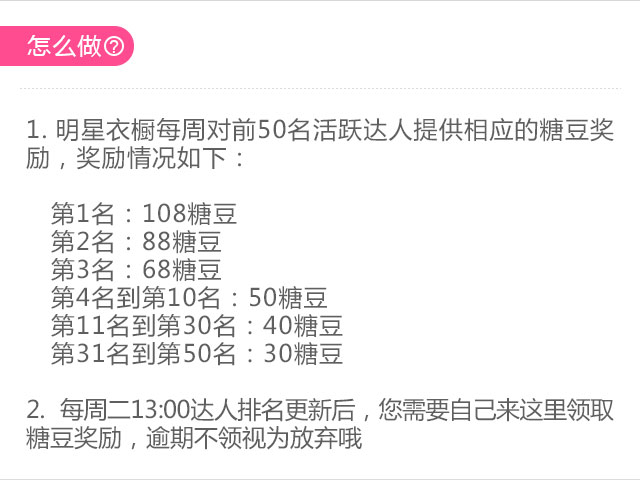 怎么做?
1. 明星衣橱每周对前50名活跃达人提供相应的糖豆奖
励，奖励情况如下：
第1名：108糖豆
第2名：88糖豆
第3名：68糖豆
第4名到第10名：50糖豆
第11名到第30名：40糖豆
第31名到第50名：30糖豆
2. 每周二13:00达人排名更新后，您需要自己来这里领取
糖豆奖励，逾期不领视为放弃哦